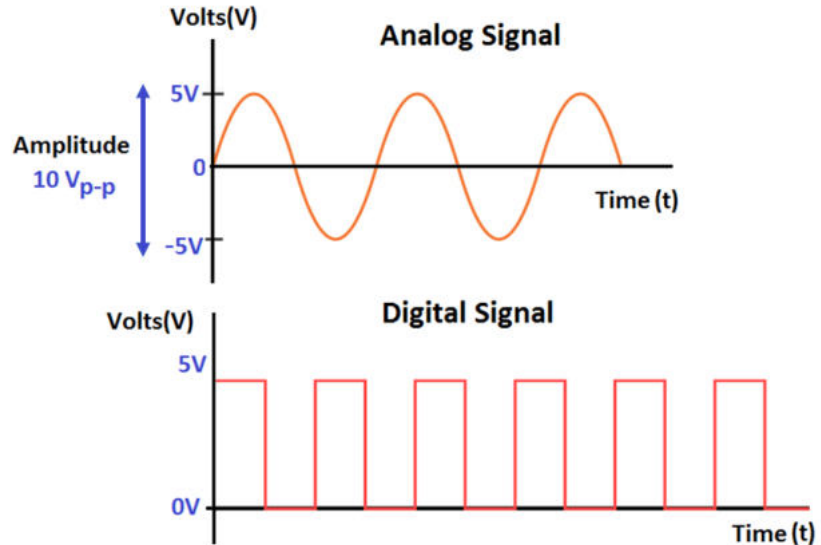 Volts(V)
Analog Signal
5V
Amplitude
10 Vp-p
0
Time (t)
-5V
Volts(V)
Digital Signal
5V
0V
Time (t)